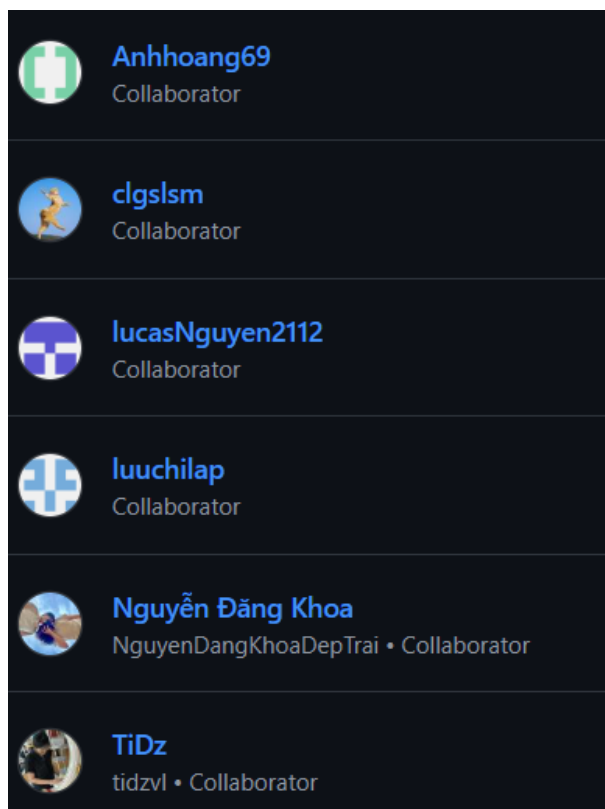 Anhhoang69
Collaborator
clgslsm
Collaborator
lucasNguyen2112
Collaborator
luuchilap
Collaborator
Nguyễn Đăng Khoa
NguyenDangKhoaDepTrai • Collaborator
TiDz
tidzvl • Collaborator